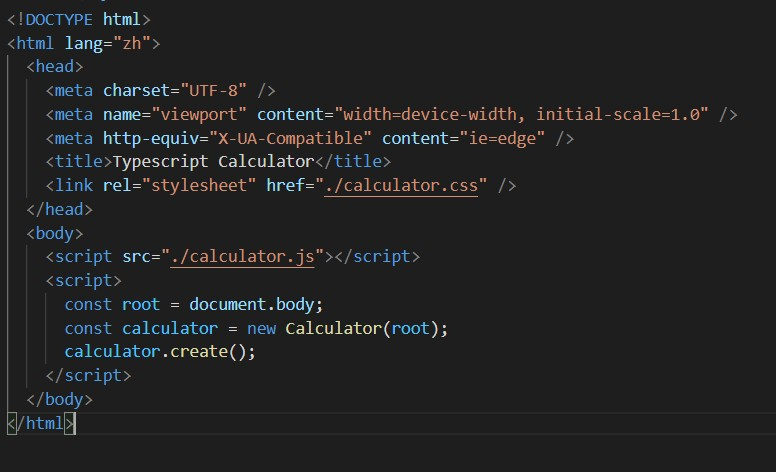 <!DOCTYPE html>
<html lang="zh">
<head>
<meta charset="UTF-8" />
<meta name="viewport" content="width=device-width, initial-scale=1.0" />
<meta http-equiv="X-UA-Compatible" content="ie=edge" />
<title>Typescript Calculator</title>
<link rel="stylesheet" href="./calculator.css" />
</head>
<body>
<script src="./calculator.js"></script>
<script>
const root = document.body;
const calculator = new Calculator(root);
calculator.create();
</script>
</body>
</html>